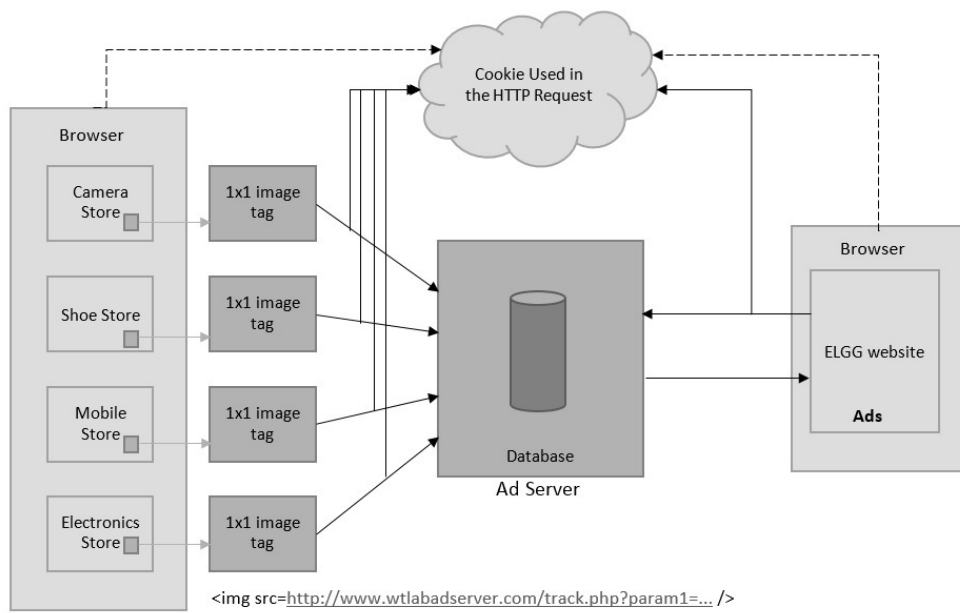 Cookie Used in
the HTTP Request
Browser
Camera
Store
1x1 image
tag
Shoe Store
1x1 image
tag
Mobile
Store
1x1 image
tag
Electronics
Store
1x1 image
tag
Database
Ad Server
Browser
ELGG website
Ads
<img src=http://www.wtlabadserver.com/track.php?param1=... />